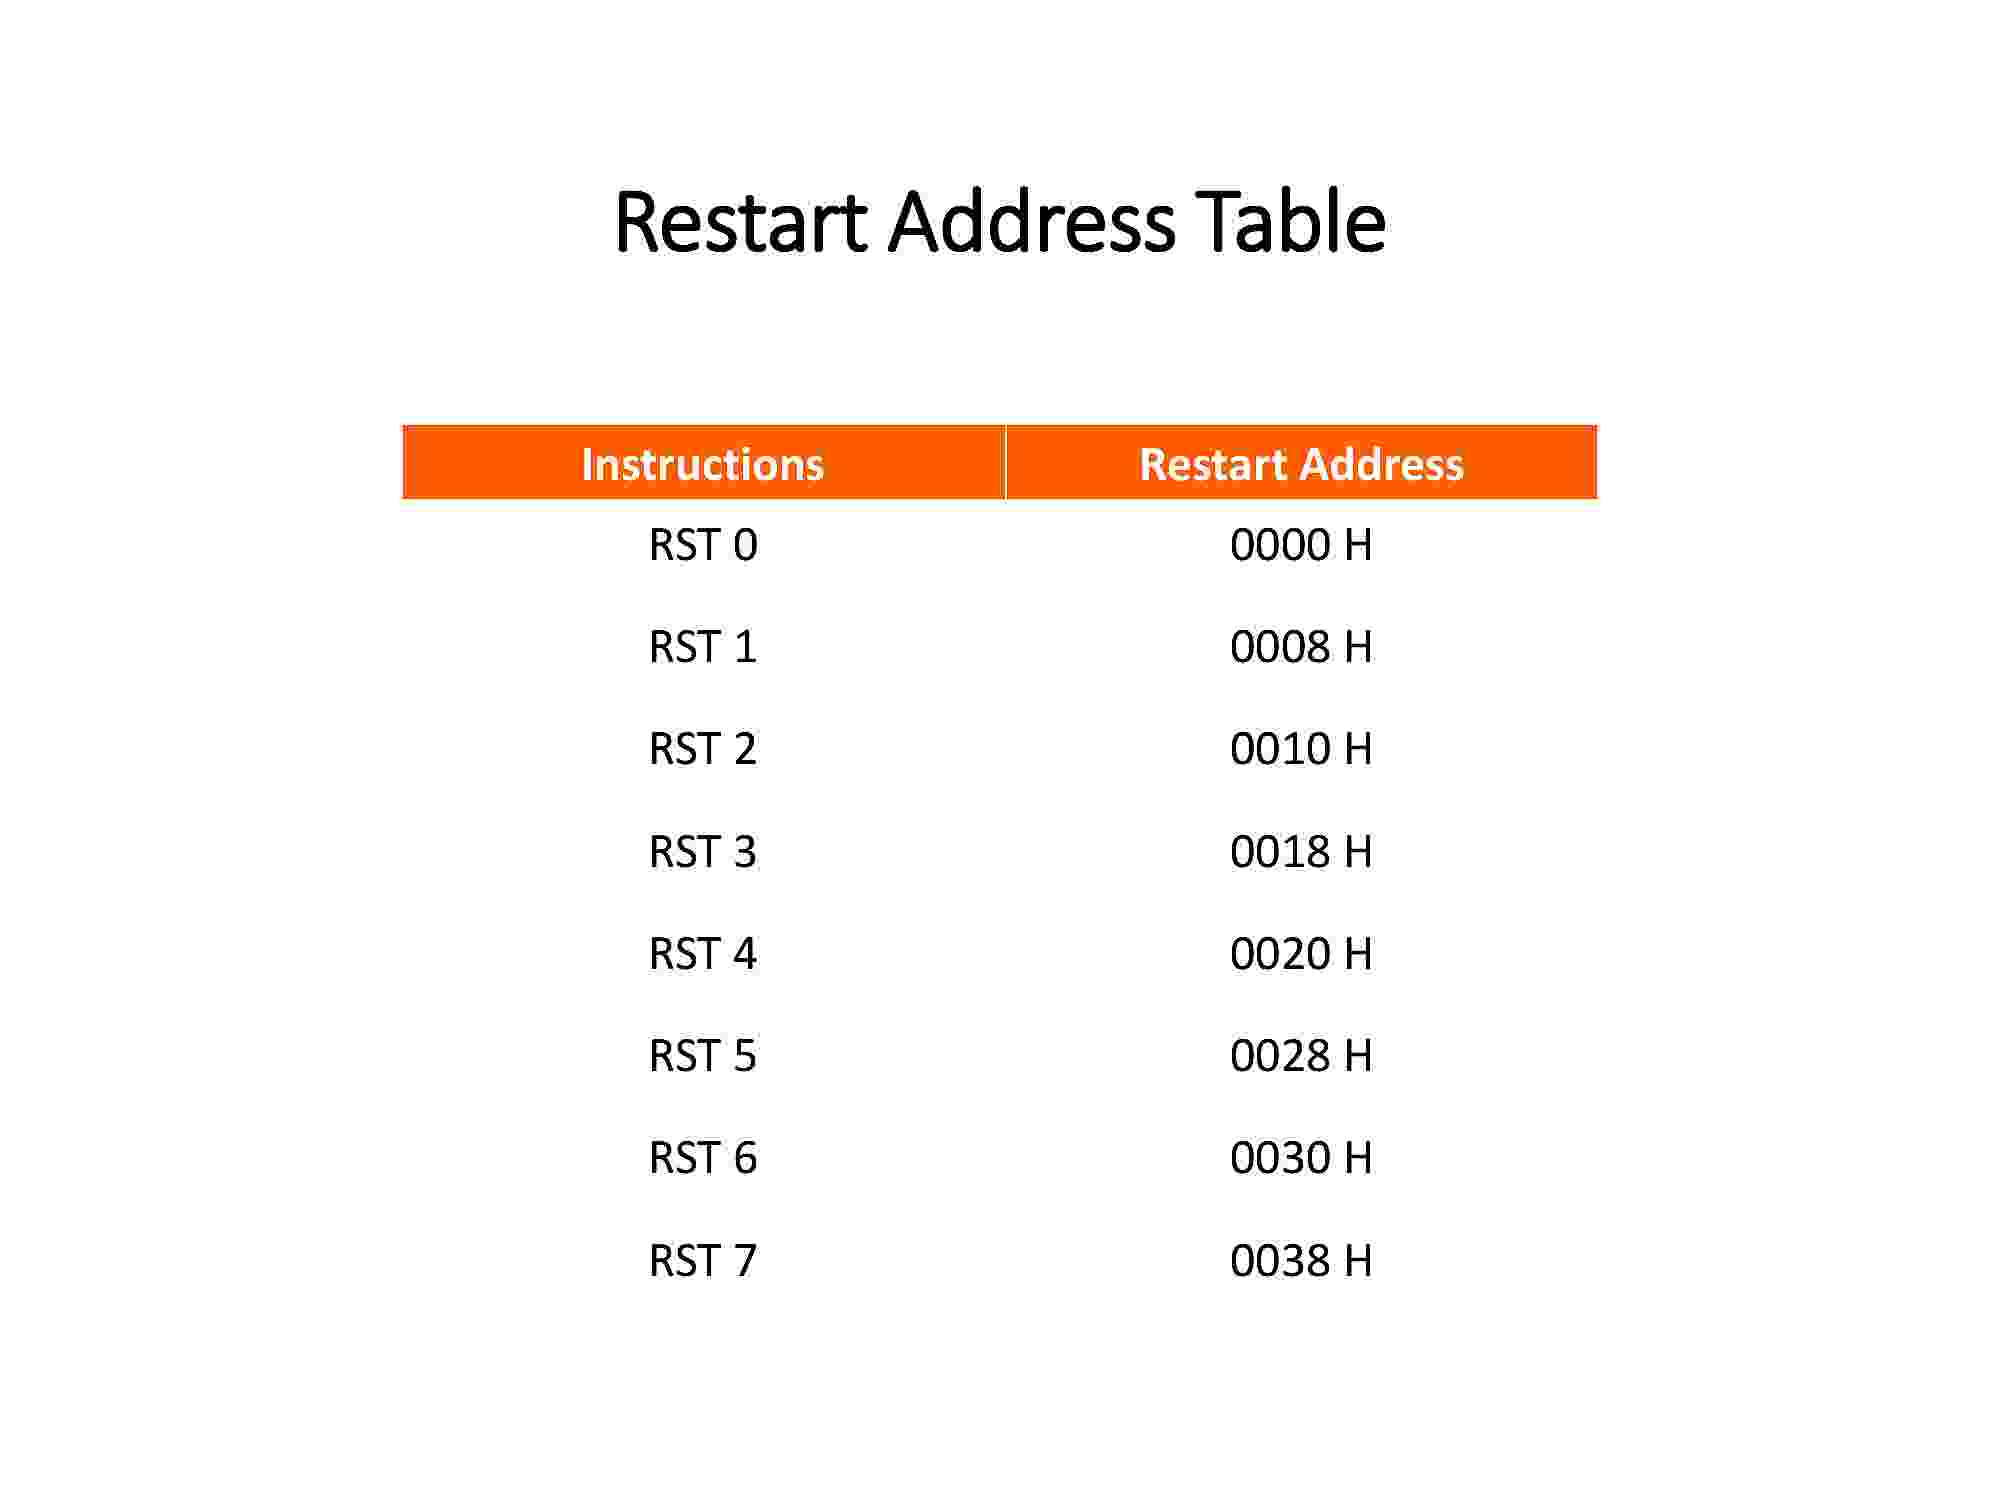 Restart Address Table
Instructions Restart Address
RST 0 0000 H
RST 1 0008 H
RST 2 0010 H
RST 3 0018 H
RST 4 0020 H
RST 5 0028 H
RST 6 0030 H
RST 7 0038 H